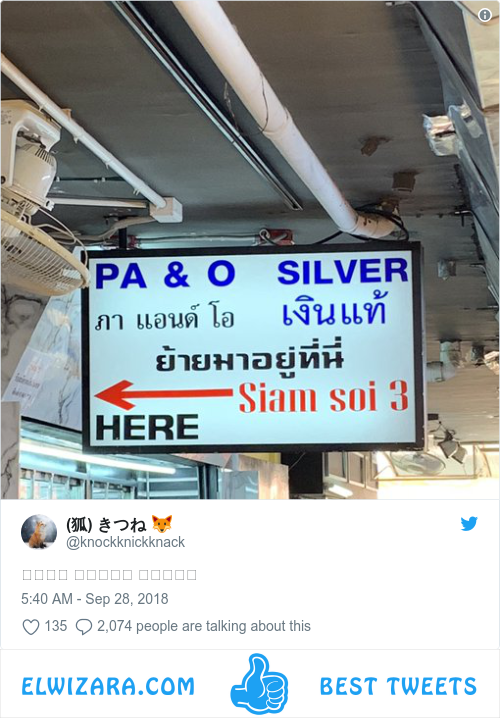 PA & O SILVER
ภา แอนด์ โอ เงินแท้
ย้ายมาอยู่ที่นี่
Siam soi 3
HERE
(狐) きつね 🦊
@knockknickknack
5:40 AM - Sep 28, 2018
135 2,074 people are talking about this
ELWIZARA.COM BEST TWEETS